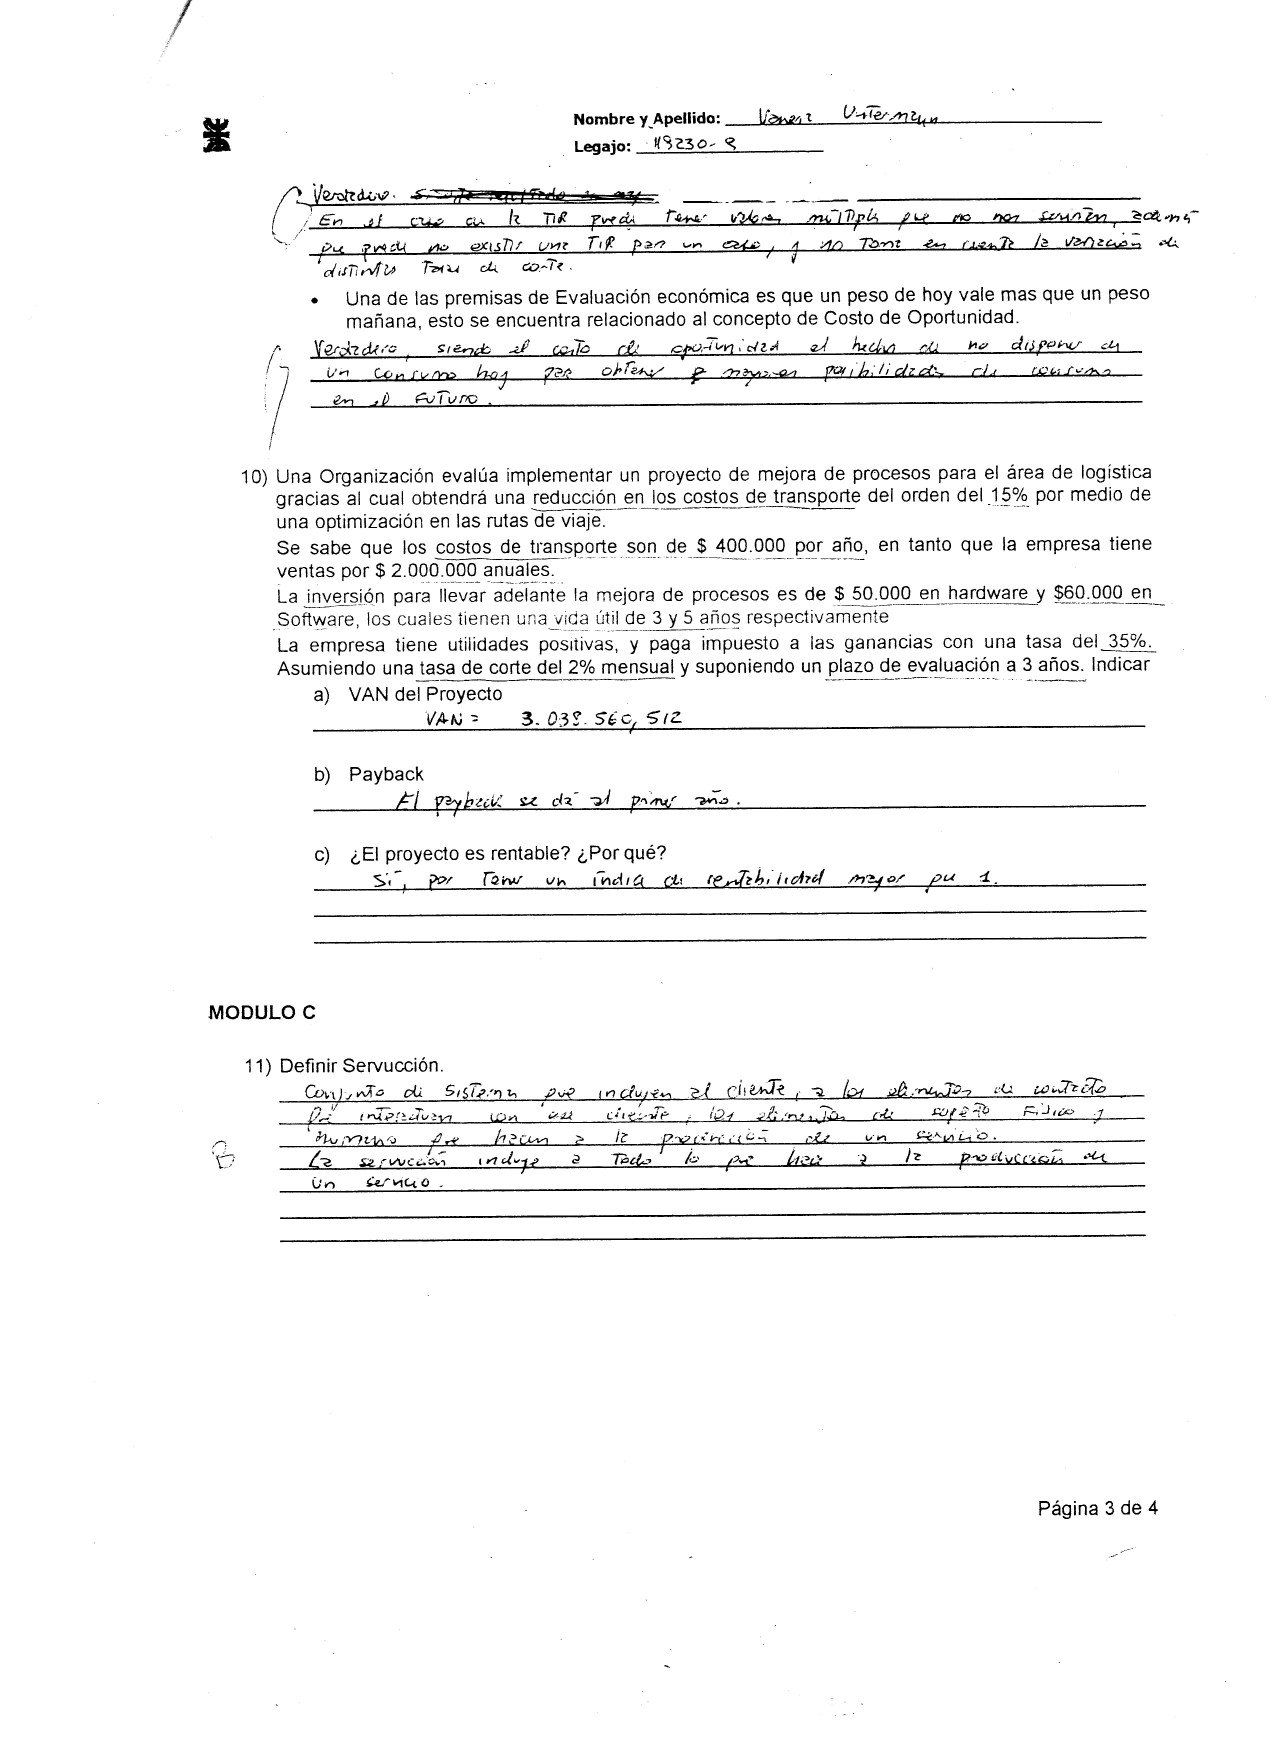 Nombre y Apellido: Vanesa Unterman
Legajo: 119230-8
Verdadero.
En el caso de la TIR puede tener valores múltiples que no nos servirían, además
que puede no existir una TIR para un caso, y no toma en cuenta la variación de
distintas tasas de corte.
• Una de las premisas de Evaluación económica es que un peso de hoy vale mas que un peso
mañana, esto se encuentra relacionado al concepto de Costo de Oportunidad.
Verdadero, siendo el costo de oportunidad el hecho de no disponer de
un consumo hoy para obtener mayores posibilidades de consumo
en el futuro.
10) Una Organización evalúa implementar un proyecto de mejora de procesos para el área de logística
gracias al cual obtendrá una reducción en los costos de transporte del orden del 15% por medio de
una optimización en las rutas de viaje.
Se sabe que los costos de transporte son de $ 400.000 por año, en tanto que la empresa tiene
ventas por $ 2.000.000 anuales.
La inversión para llevar adelante la mejora de procesos es de $ 50.000 en hardware y $60.000 en
Software, los cuales tienen una vida útil de 3 y 5 años respectivamente
La empresa tiene utilidades positivas, y paga impuesto a las ganancias con una tasa del 35%.
Asumiendo una tasa de corte del 2% mensual y suponiendo un plazo de evaluación a 3 años. Indicar
a) VAN del Proyecto
VAN = 3.038.560,512
b) Payback
El payback se da al primer año.
c) ¿El proyecto es rentable? ¿Por qué?
Sí, por tener un índice de rentabilidad mayor que 1.
MODULO C
11) Definir Servucción.
Conjunto de sistema que incluyen al cliente, a los elementos de contacto
que interactuan con ese cliente, los elementos de soporte físico y
humano que hacen a la producción de un servicio.
B
La servucción incluye a todo lo que hace a la producción de
un servicio.
Página 3 de 4